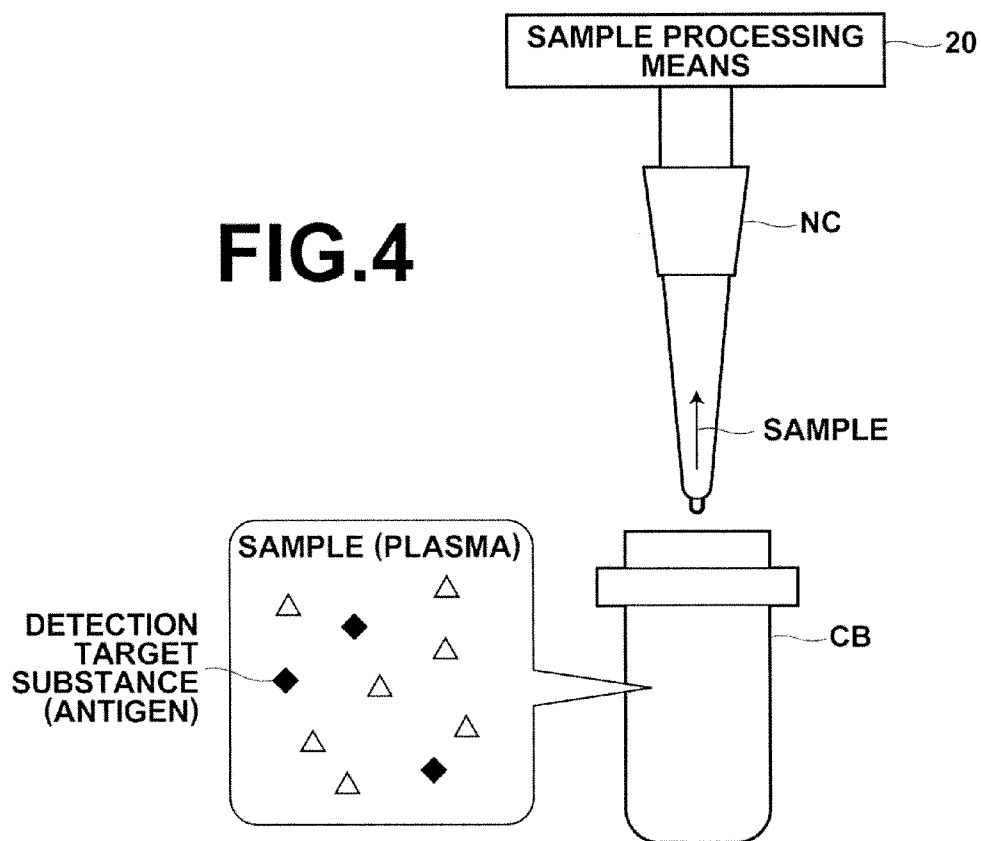 SAMPLE PROCESSING
MEANS
20
NC
FIG.4
SAMPLE
SAMPLE (PLASMA)
DETECTION
TARGET
SUBSTANCE
(ANTIGEN)
CB